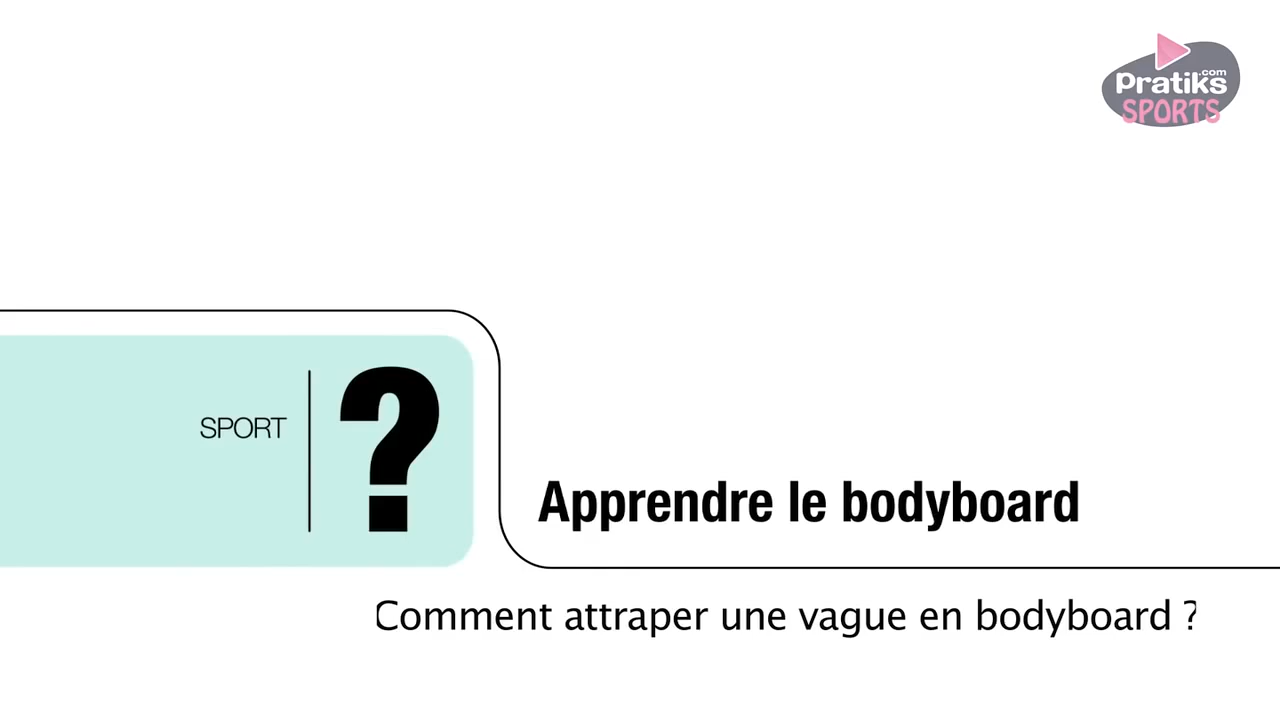 Pratiks.com
SPORTS
SPORT
?
Apprendre le bodyboard
Comment attraper une vague en bodyboard ?